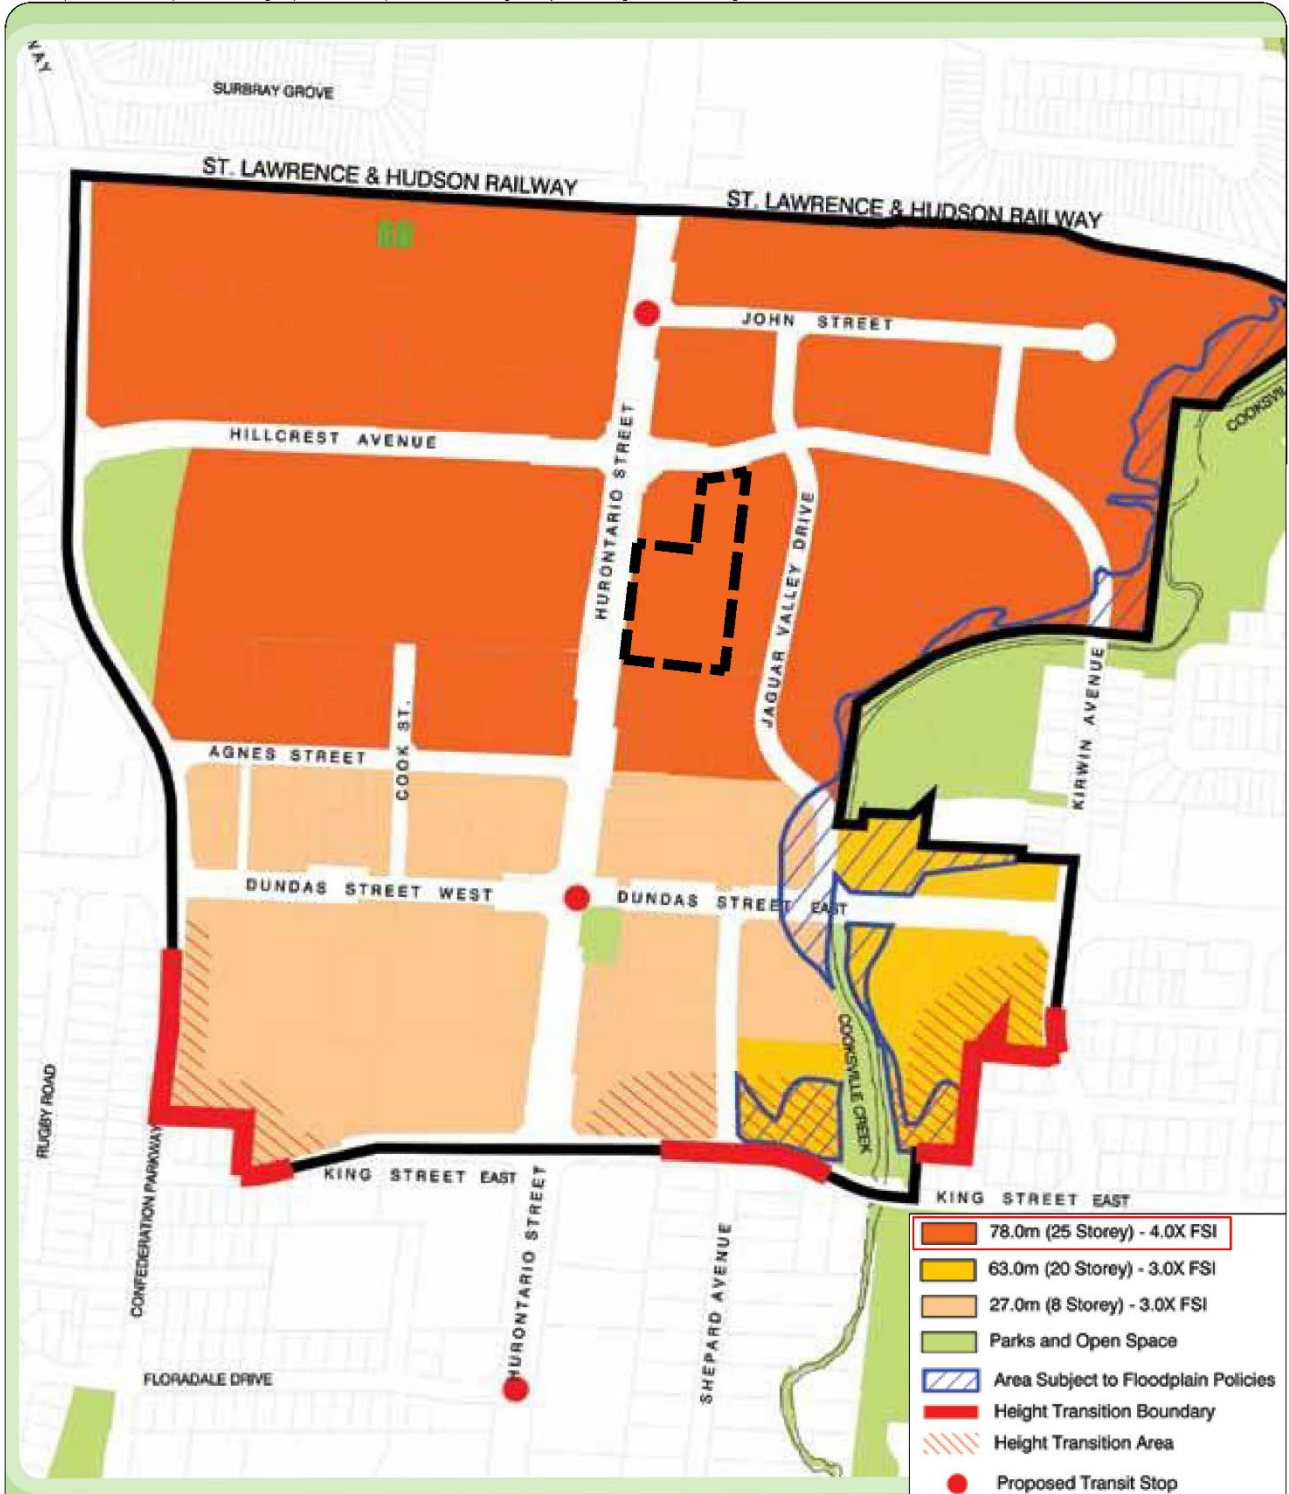 WAY
SURBRAY GROVE
ST. LAWRENCE & HUDSON RAILWAY
ST. LAWRENCE & HUDSON RAILWAY
JOHN STREET
HURONTARIO STREET
HILLCREST AVENUE
COOKSVIL
JAGUAR VALLEY DRIVE
KIRWIN AVENUE
AGNES STREET
COOK ST.
DUNDAS STREET WEST
DUNDAS STREET EAST
COOKSVILLE CREEK
RUGBY ROAD
CONFEDERATION PARKWAY
KING STREET EAST
KING STREET EAST
HURONTARIO STREET
SHEPARD AVENUE
FLORADALE DRIVE
78.0m (25 Storey) - 4.0X FSI
63.0m (20 Storey) - 3.0X FSI
27.0m (8 Storey) - 3.0X FSI
Parks and Open Space
Area Subject to Floodplain Policies
Height Transition Boundary
Height Transition Area
Proposed Transit Stop